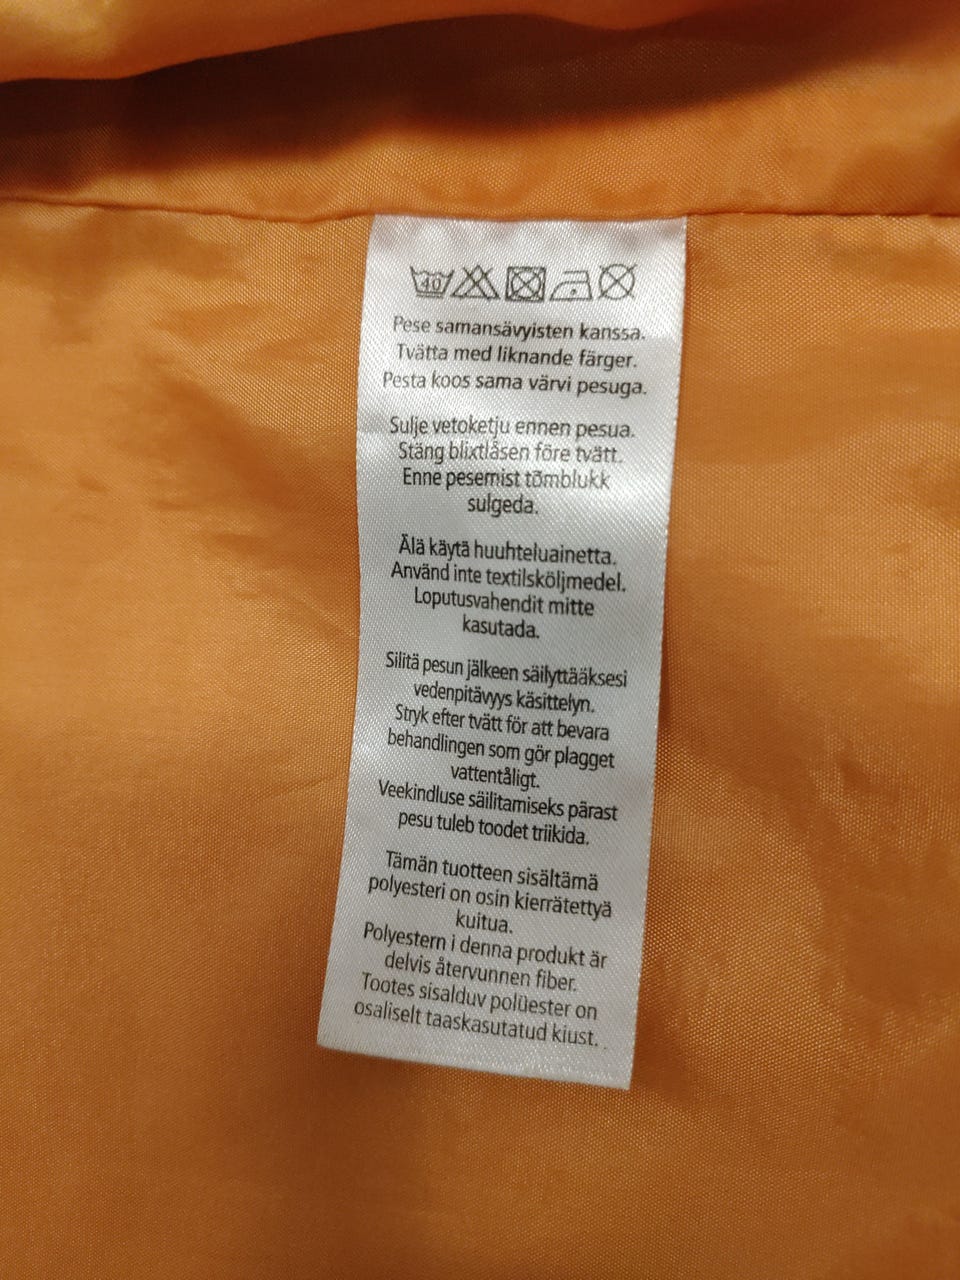 40
Pese samansävyisten kanssa.
Tvätta med liknande färger.
Pesta koos sama värvi pesuga.
Sulje vetoketju ennen pesua.
Stäng blixtlåsen före tvätt.
Enne pesemist tõmblukk
sulgeda.
Älä käytä huuhteluainetta.
Använd inte textilsköljmedel.
Loputusvahendit mitte
kasutada.
Silitä pesun jälkeen säilyttääksesi
vedenpitävyys käsittelyn.
Stryk efter tvätt för att bevara
behandlingen som gör plagget
vattentåligt.
Veekindluse säilitamiseks pärast
pesu tuleb toodet triikida.
Tämän tuotteen sisältämä
polyesteri on osin kierrätettyä
kuitua.
Polyestern i denna produkt är
delvis återvunnen fiber.
Tootes sisalduv polüester on
osaliselt taaskasutatud kiust.